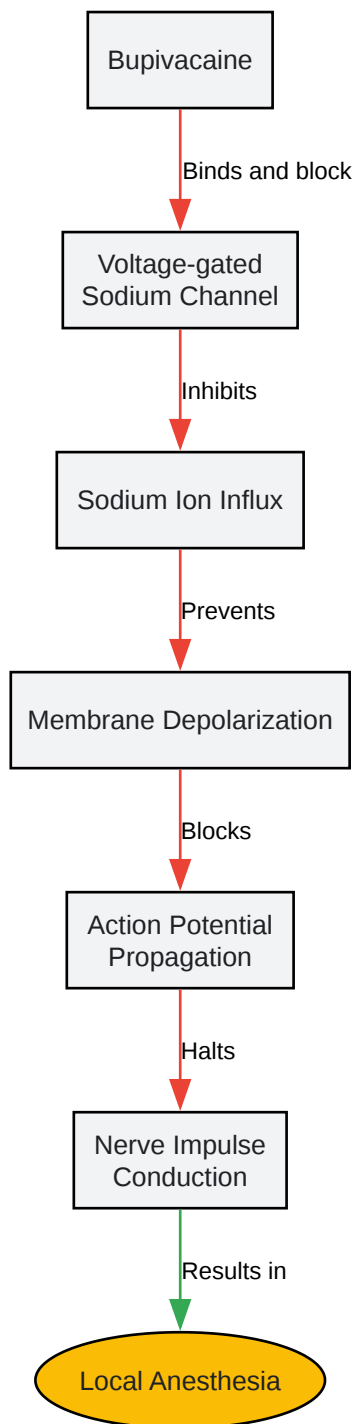 Bupivacaine
Binds and block
Voltage-gated
Sodium Channel
Inhibits
Sodium Ion Influx
Prevents
Membrane Depolarization
Blocks
Action Potential
Propagation
Halts
Nerve Impulse
Conduction
Results in
Local Anesthesia